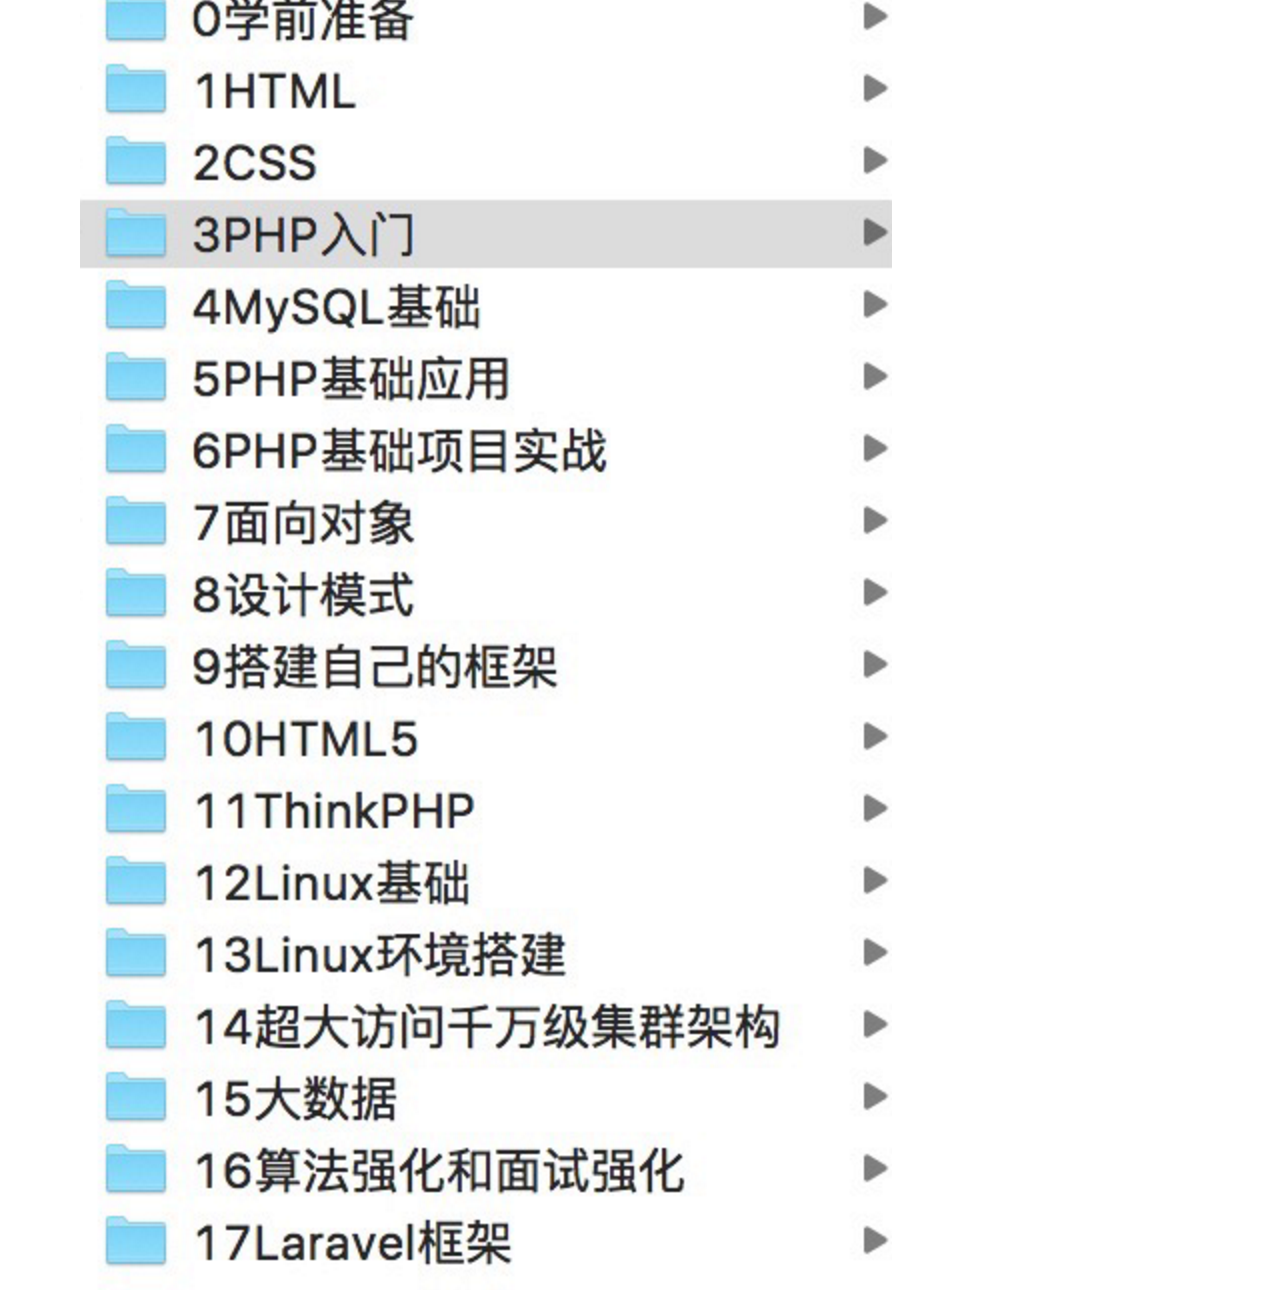 0学前准备
1HTML
2CSS
3PHP入门
4MySQL基础
5PHP基础应用
6PHP基础项目实战
7面向对象
8设计模式
9搭建自己的框架
10HTML5
11ThinkPHP
12Linux基础
13Linux环境搭建
14超大访问千万级集群架构
15大数据
16算法强化和面试强化
17Laravel框架